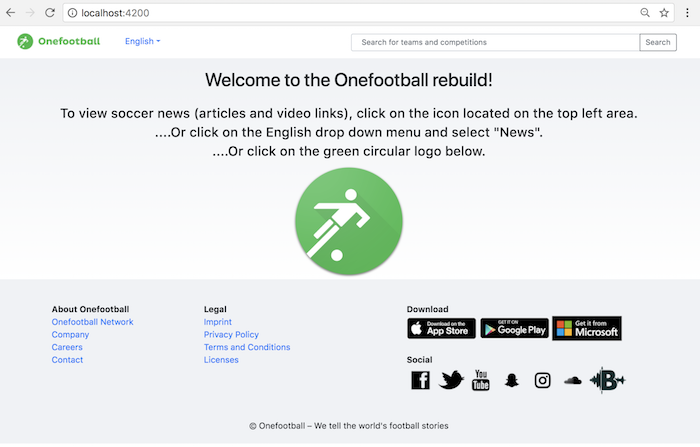 localhost:4200
Onefootball
English
Search for teams and competitions
Search
Welcome to the Onefootball rebuild!
To view soccer news (articles and video links), click on the icon located on the top left area.
....Or click on the English drop down menu and select "News".
....Or click on the green circular logo below.
About Onefootball
Onefootball Network
Company
Careers
Contact
Legal
Imprint
Privacy Policy
Terms and Conditions
Licenses
Download
Download on the
App Store
GET IT ON
Google Play
Get it from
Microsoft
Social
You
Tube
B
© Onefootball – We tell the world's football stories